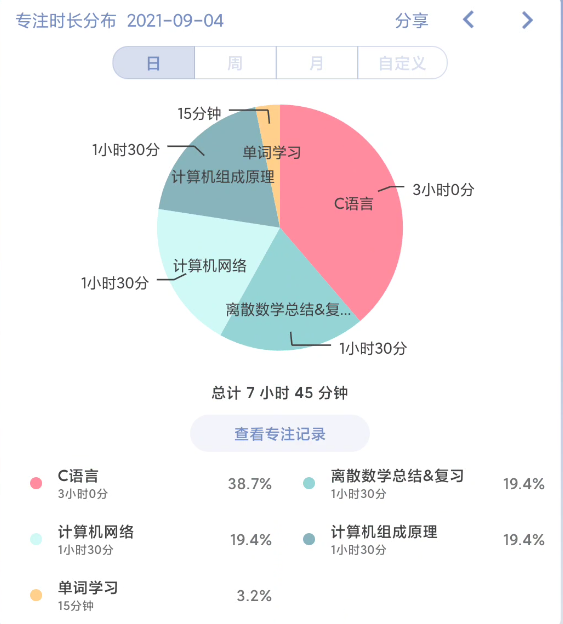 专注时长分布 2021-09-04 分享
日 周 月 自定义
15分钟
1小时30分
单词学习
计算机组成原理
3小时0分
C语言
计算机网络
1小时30分
离散数学总结&复...
1小时30分
总计 7 小时 45 分钟
查看专注记录
C语言
3小时0分
38.7%
离散数学总结&复习
1小时30分
19.4%
计算机网络
1小时30分
19.4%
计算机组成原理
1小时30分
19.4%
单词学习
15分钟
3.2%